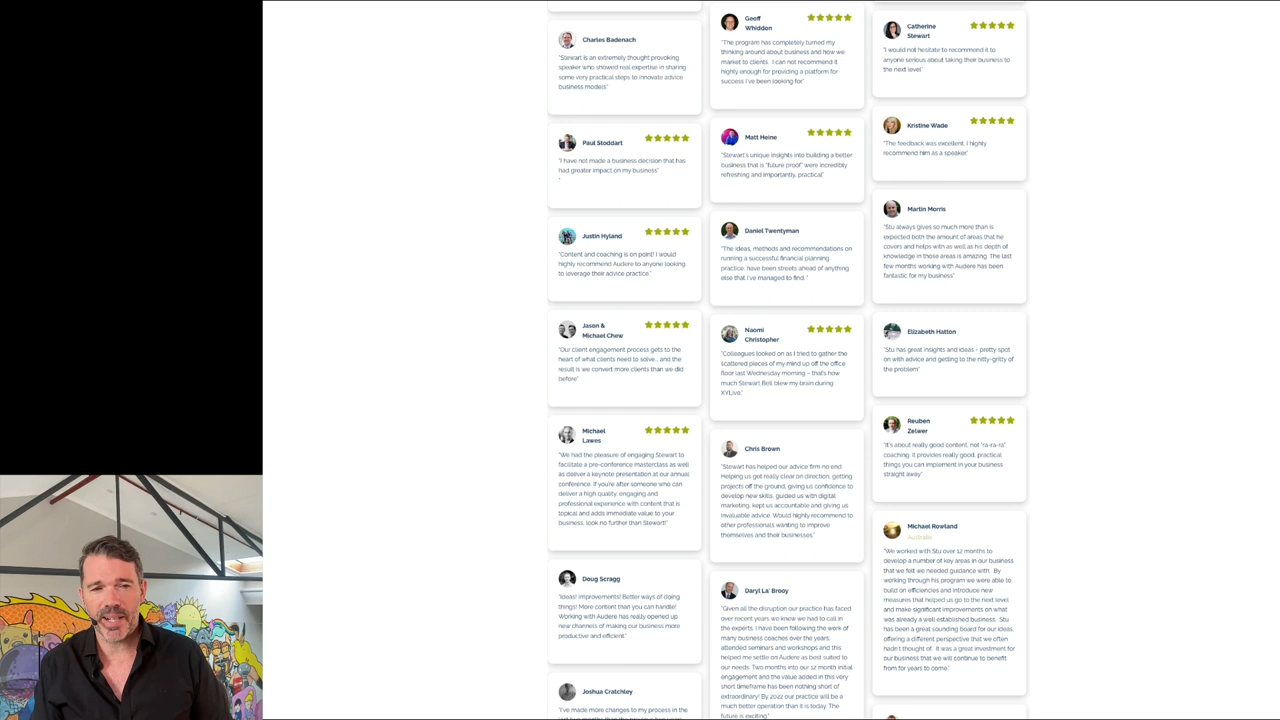 Charles Badenach
"Stewart is an extremely thought provoking
speaker who showed real expertise in sharing
some very practical steps to innovate advice
business models."
Paul Stoddart
"I have not made a business decision that has
had greater impact on my business"
"
Justin Hyland
"Content and coaching is on point! I would
highly recommend Audere to anyone looking
to leverage their advice practice."
Jason &
Michael Chew
"Our client engagement process gets to the
heart of what clients need to solve... and the
result is we convert more clients than we did
before"
Michael
Lawes
"We had the pleasure of engaging Stewart to
facilitate a pre-conference masterclass as well
as deliver a keynote presentation at our annual
conference. If you're after someone who can
deliver a high quality, engaging and
professional experience with content that is
topical and adds immediate value to your
business, look no further than Stewart!"
Doug Scragg
"Ideas! Improvements! Better ways of doing
things! More content than you can handle!
Working with Audere has really opened up
new channels of making our business more
productive and efficient."
Joshua Cratchley
"I've made more changes to my process in the
Geoff
Whiddon
"The program has completely turned my
thinking around about business and how we
market to clients. I can not recommend it
highly enough for providing a platform for
success I've been looking for."
Matt Heine
"Stewart's unique insights into building a better
business that is "future proof" were incredibly
refreshing and importantly, practical"
Daniel Twentyman
"The ideas, methods and recommendations on
running a successful financial planning
practice, have been streets ahead of anything
else that I've managed to find. "
Naomi
Christopher
"Colleagues looked on as I tried to gather the
scattered pieces of my mind up off the office
floor last Wednesday morning – that's how
much Stewart Bell blew my brain during
XYLive."
Chris Brown
"Stewart has helped our advice firm no end.
Helping us get really clear on direction, getting
projects off the ground, giving us confidence to
develop new skills, guided us with digital
marketing, kept us accountable and giving us
invaluable advice. Would highly recommend to
other professionals wanting to improve
themselves and their businesses."
Daryl La' Brooy
"Given all the disruption our practice has faced
over recent years we knew we had to call in
the experts. I have been following the work of
many business coaches over the years,
attended seminars and workshops and this
helped me settle on Audere as best suited to
our needs. Two months into our 12 month initial
engagement and the value added in this very
short timeframe has been nothing short of
extraordinary! By 2022 our practice will be a
much better operation than it is today. The
future is exciting."
Catherine
Stewart
"I would not hesitate to recommend it to
anyone serious about taking their business to
the next level"
Kristine Wade
"The feedback was excellent. I highly
recommend him as a speaker."
Martin Morris
"Stu always gives so much more than is
expected both the amount of areas that he
covers and helps with as well as his depth of
knowledge in those areas is amazing. The last
few months working with Audere has been
fantastic for my business"
Elizabeth Hatton
"Stu has great insights and ideas - pretty spot
on with advice and getting to the nitty-gritty of
the problem"
Reuben
Zelwer
"It's about really good content, not "ra-ra-ra"
coaching. It provides really good, practical
things you can implement in your business
straight away."
Michael Rowland
Australia
"We worked with Stu over 12 months to
develop a number of key areas in our business
that we felt we needed guidance with. By
working through his program we were able to
build on efficiencies and introduce new
measures that helped us go to the next level
and make significant improvements on what
was already a well established business. Stu
has been a great sounding board for our ideas,
offering a different perspective that we often
hadn't thought of. It was a great investment for
our business that we will continue to benefit
from for years to come."